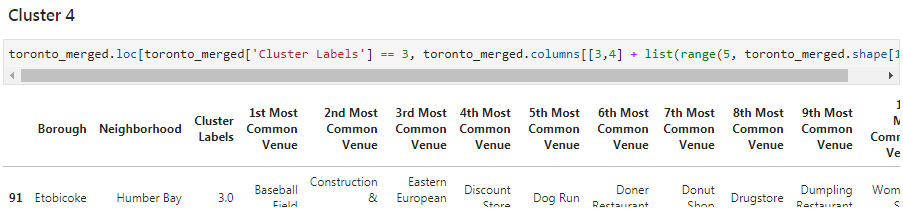 Cluster 4
toronto_merged.loc[toronto_merged['Cluster Labels'] == 3, toronto_merged.columns[[3,4] + list(range(5, toronto_merged.shape[1
Borough Neighborhood Cluster Labels 1st Most Common Venue 2nd Most Common Venue 3rd Most Common Venue 4th Most Common Venue 5th Most Common Venue 6th Most Common Venue 7th Most Common Venue 8th Most Common Venue 9th Most Common Venue
91 Etobicoke Humber Bay 3.0 Baseball Field Construction & Eastern European Discount Store Dog Run Doner Restaurant Donut Shop Drugstore Dumpling Restaurant